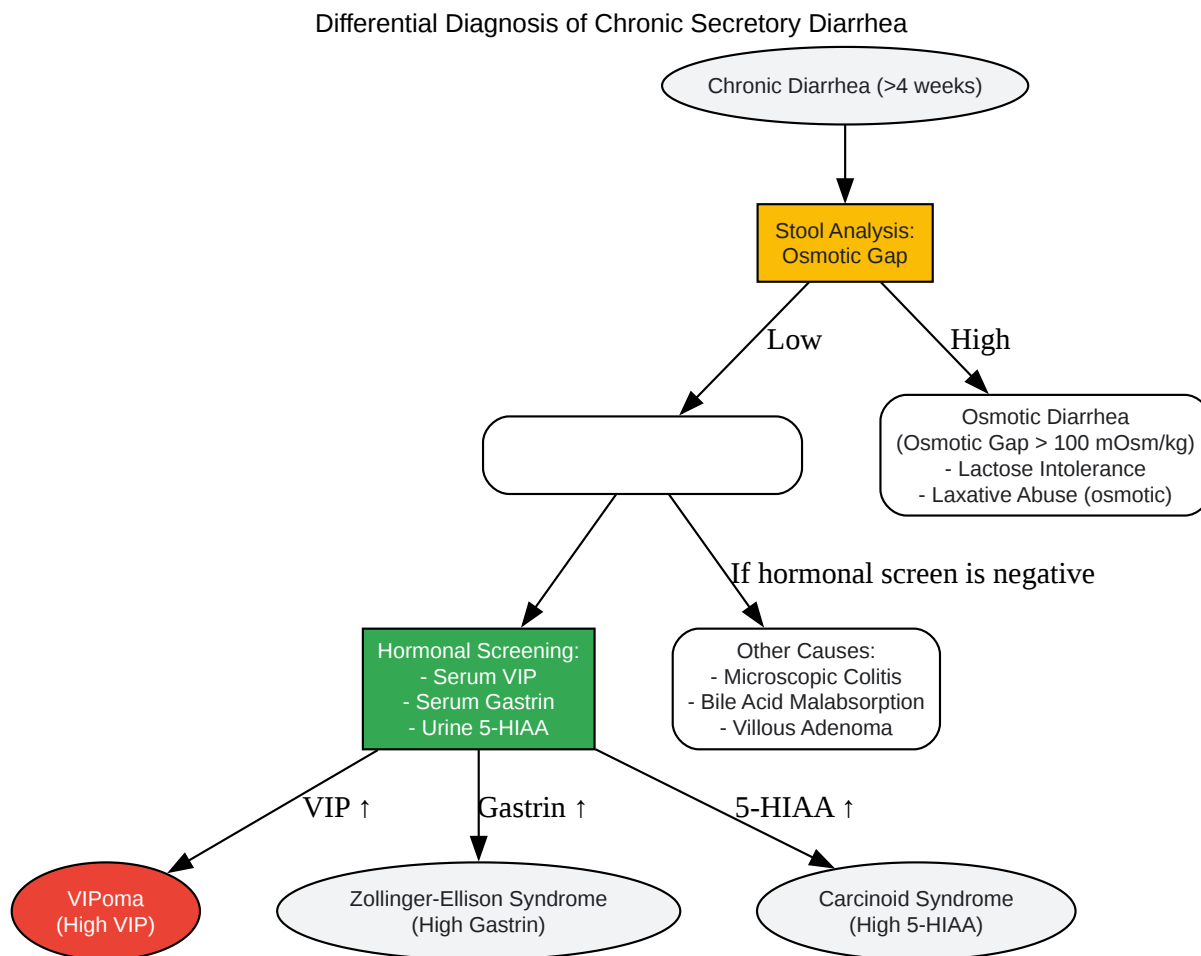 Differential Diagnosis of Chronic Secretory Diarrhea
Chronic Diarrhea (>4 weeks)
Stool Analysis:
Osmotic Gap
Low
High
Osmotic Diarrhea
(Osmotic Gap > 100 mOsm/kg)
- Lactose Intolerance
- Laxative Abuse (osmotic)
If hormonal screen is negative
Hormonal Screening:
- Serum VIP
- Serum Gastrin
- Urine 5-HIAA
Other Causes:
- Microscopic Colitis
- Bile Acid Malabsorption
- Villous Adenoma
VIP ↑
Gastrin ↑
5-HIAA ↑
VIPoma
(High VIP)
Zollinger-Ellison Syndrome
(High Gastrin)
Carcinoid Syndrome
(High 5-HIAA)